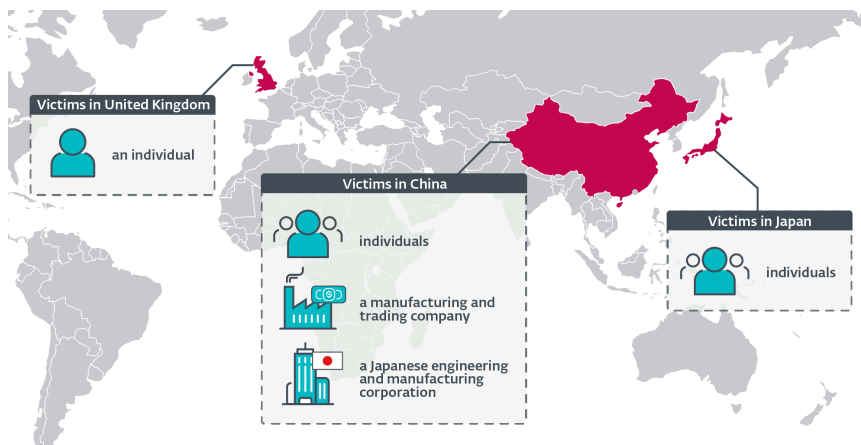 Victims in United Kingdom
an individual
Victims in China
individuals
a manufacturing and
trading company
a Japanese engineering
and manufacturing
corporation
Victims in Japan
individuals